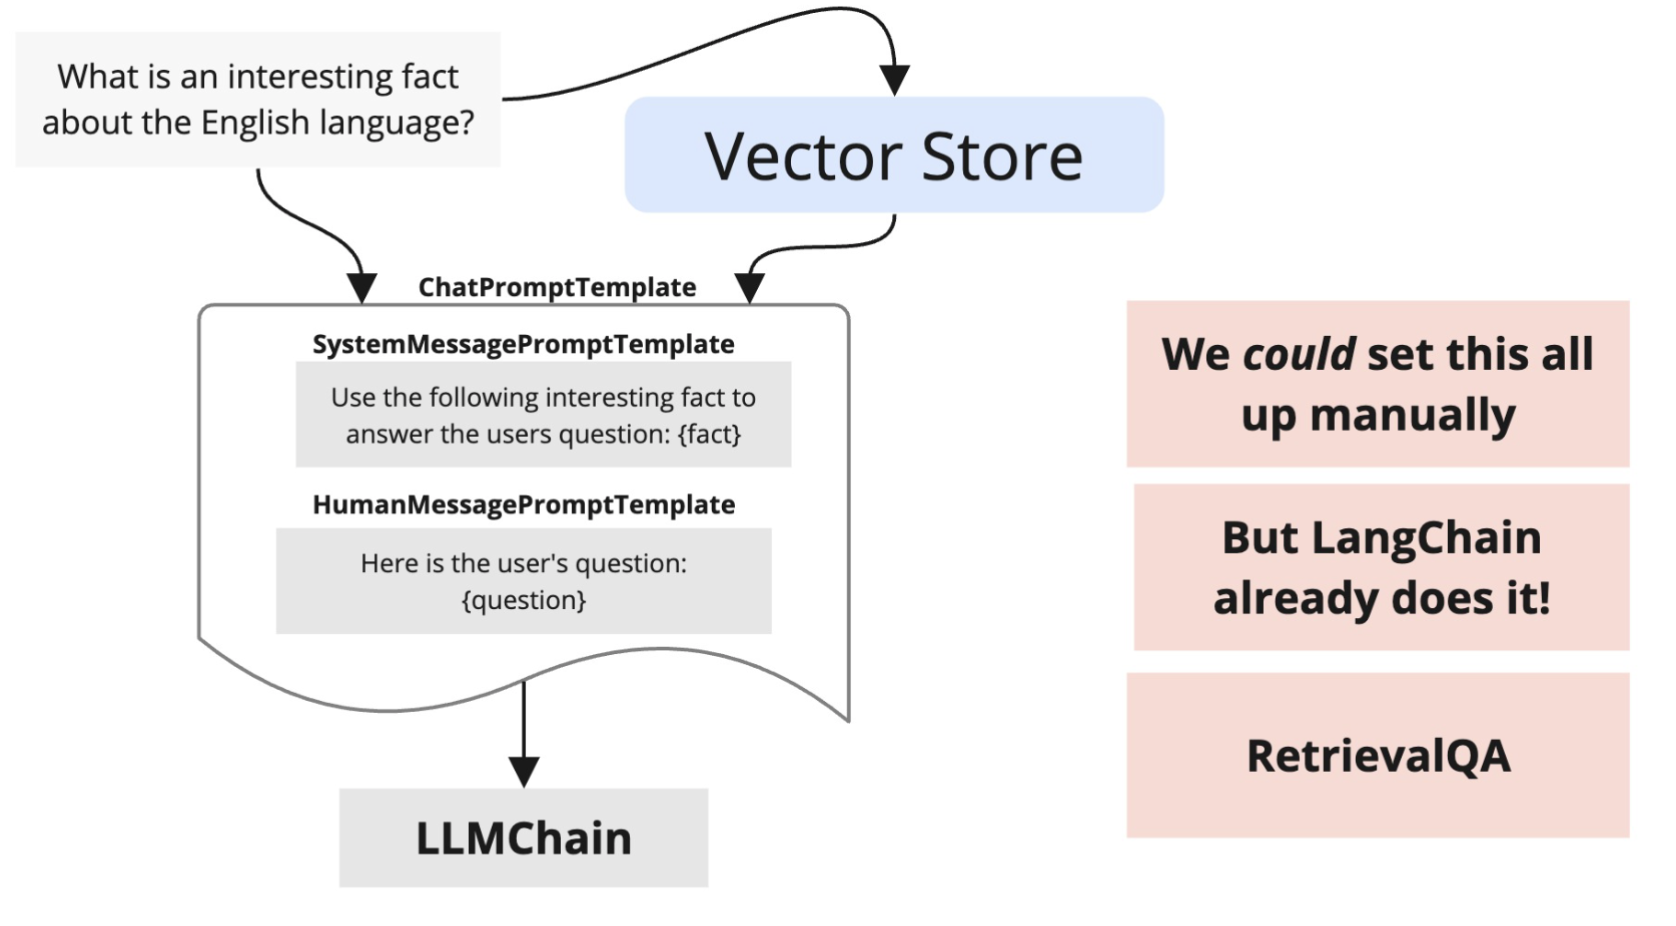 What is an interesting fact
about the English language?
Vector Store
ChatPromptTemplate
SystemMessagePromptTemplate
Use the following interesting fact to
answer the users question: {fact}
HumanMessagePromptTemplate
Here is the user's question:
{question}
LLMChain
We could set this all
up manually
But LangChain
already does it!
RetrievalQA